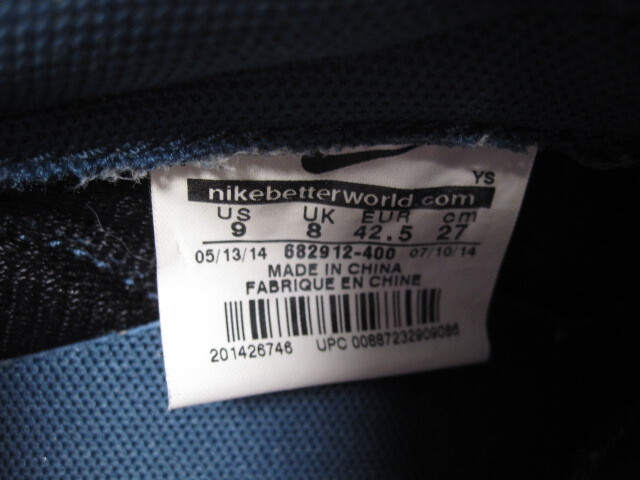 YS
nikebetterworld.com
US UK EUR cm
9 8 42.5 27
05/13/14 682912-400 07/10/14
MADE IN CHINA
FABRIQUE EN CHINE
201426746 UPC 00887232909086